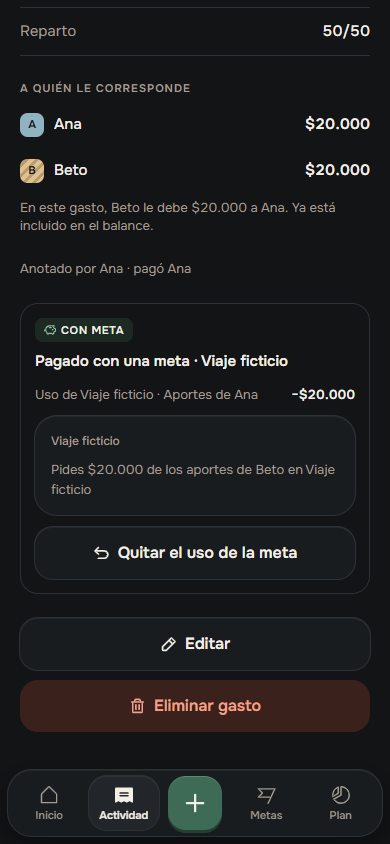 Reparto 50/50
A QUIÉN LE CORRESPONDE
A Ana $20.000
B Beto $20.000
En este gasto, Beto le debe $20.000 a Ana. Ya está
incluido en el balance.
Anotado por Ana · pagó Ana
CON META
Pagado con una meta · Viaje ficticio
Uso de Viaje ficticio · Aportes de Ana -$20.000
Viaje ficticio
Pides $20.000 de los aportes de Beto en Viaje
ficticio
Quitar el uso de la meta
Editar
Eliminar gasto
Inicio Actividad Metas Plan